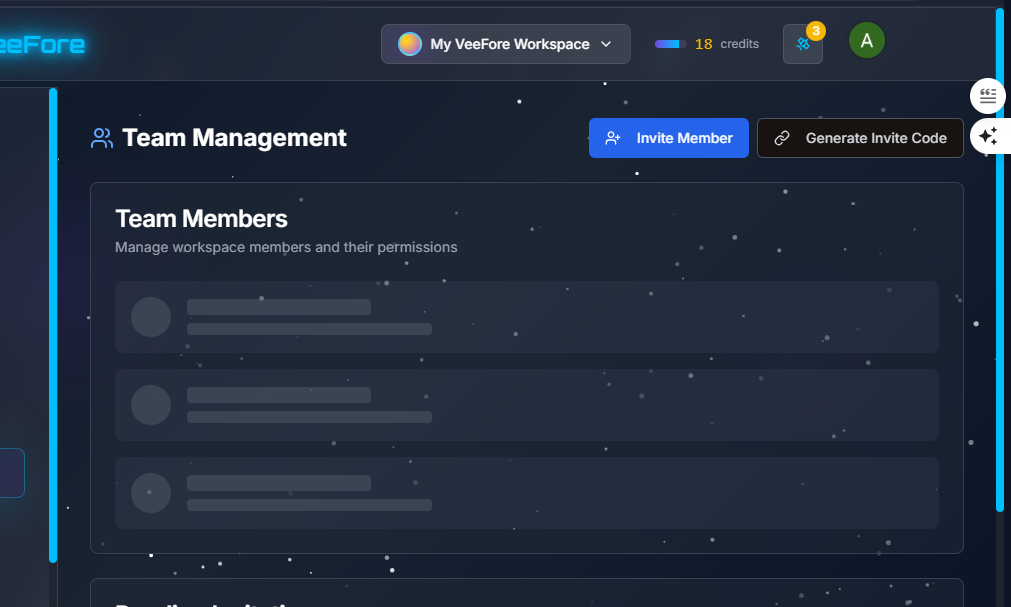 eeFore
My VeeFore Workspace
18 credits
3
A
Team Management
Invite Member
Generate Invite Code
Team Members
Manage workspace members and their permissions